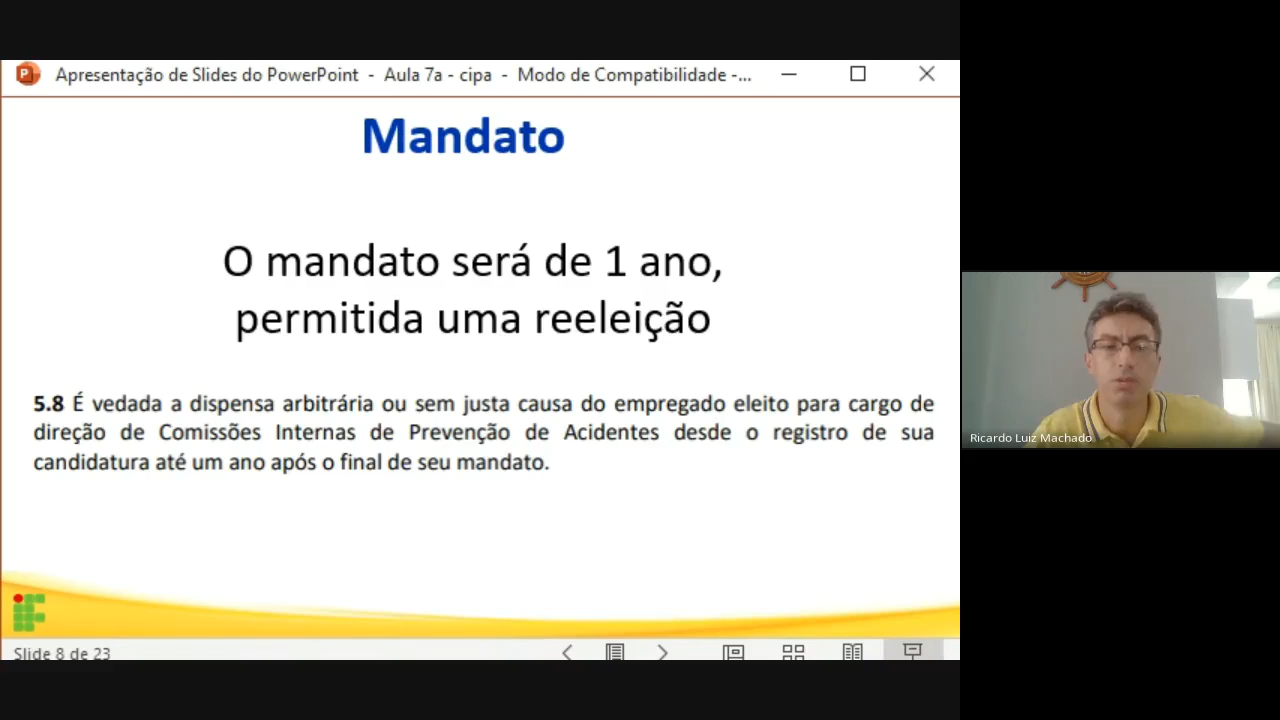 Apresentação de Slides do PowerPoint - Aula 7a - cipa - Modo de Compatibilidade -...
Mandato
O mandato será de 1 ano,
permitida uma reeleição
5.8 É vedada a dispensa arbitrária ou sem justa causa do empregado eleito para cargo de
direção de Comissões Internas de Prevenção de Acidentes desde o registro de sua
candidatura até um ano após o final de seu mandato.
Ricardo Luiz Machado
Slide 8 de 23